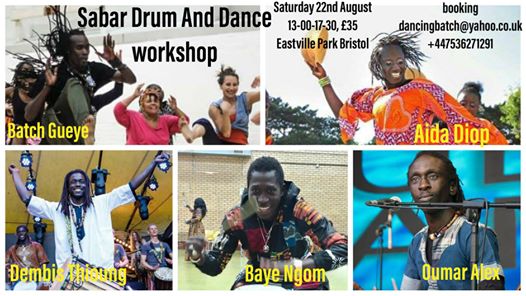 Sabar Drum And Dance
workshop
Saturday 22nd August
13-00-17-30, £35
Eastville Park Bristol
booking
dancingbatch@yahoo.co.uk
+447536271291
Batch Gueye
Aida Diop
Dembis Thioung
Baye Ngom
Oumar Ajex